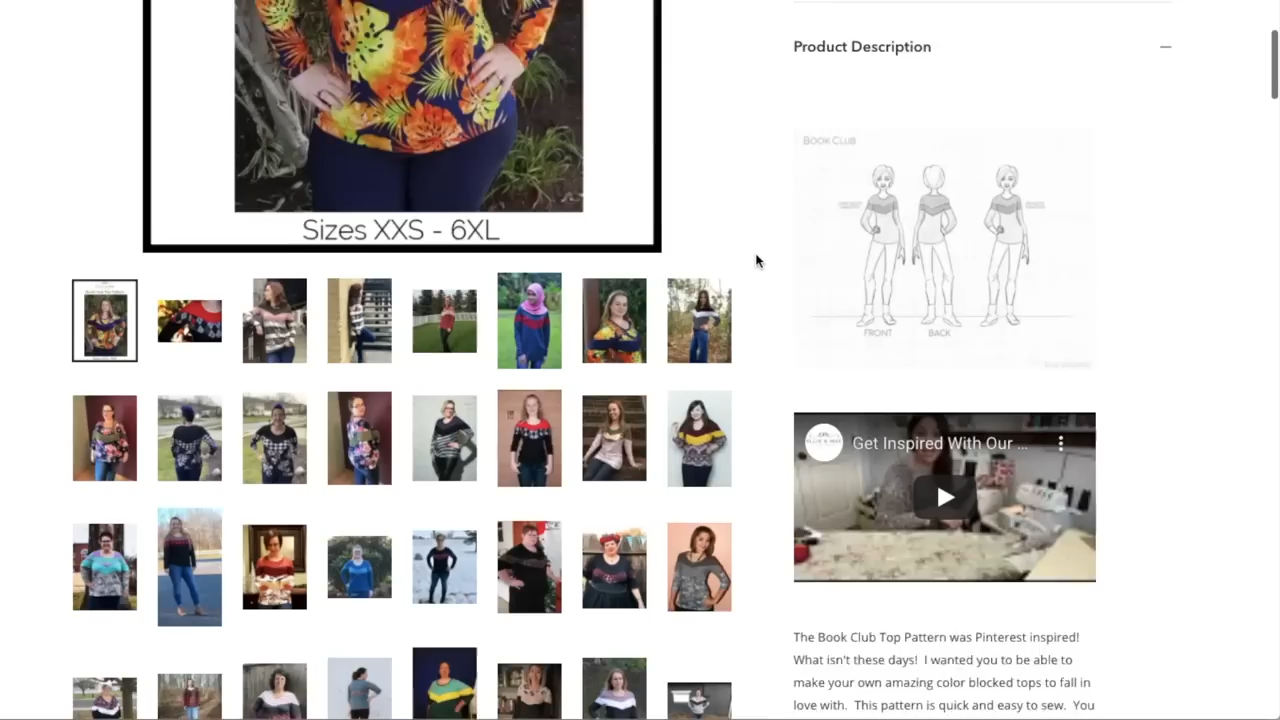 Product Description
BOOK CLUB
FRONT
BACK
Sizes XXS - 6XL
Get Inspired With Our ...
The Book Club Top Pattern was Pinterest inspired!
What isn't these days!  I wanted you to be able to
make your own amazing color blocked tops to fall in
love with.  This pattern is quick and easy to sew.  You